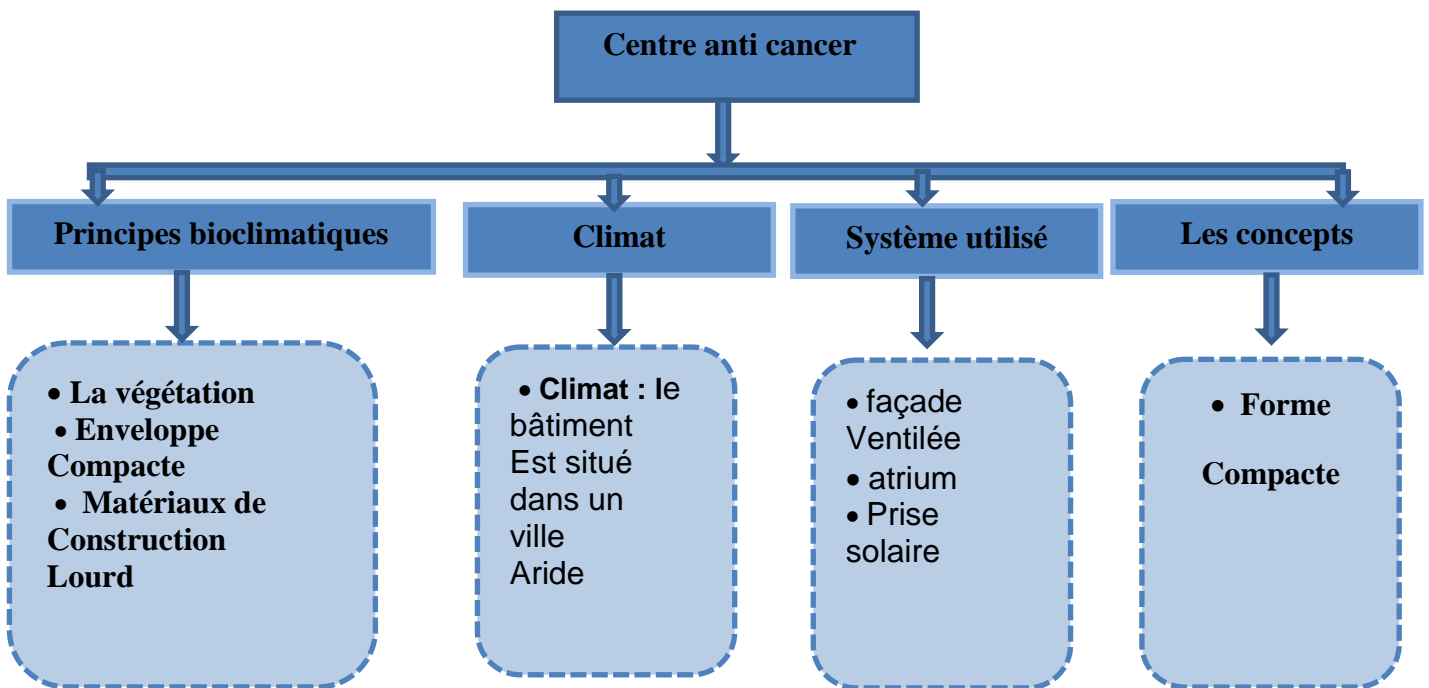 Centre anti cancer
Principes bioclimatiques
Climat
Système utilisé
Les concepts
• La végétation
• Enveloppe
Compacte
• Matériaux de
Construction
Lourd
• Climat : le
bâtiment
Est situé
dans un
ville
Aride
• façade
Ventilée
• atrium
• Prise
solaire
• Forme
Compacte